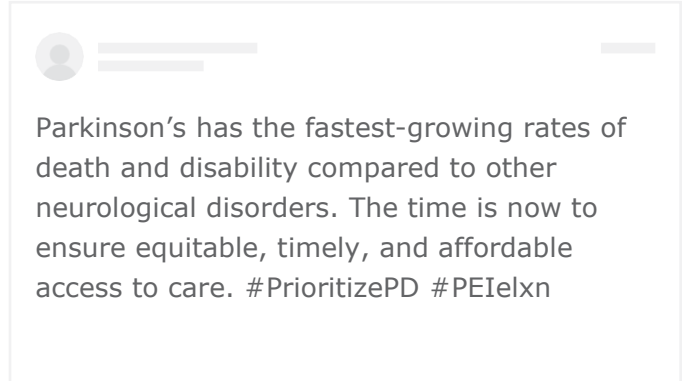 Parkinson’s has the fastest-growing rates of
death and disability compared to other
neurological disorders. The time is now to
ensure equitable, timely, and affordable
access to care. #PrioritizePD #PEIelxn